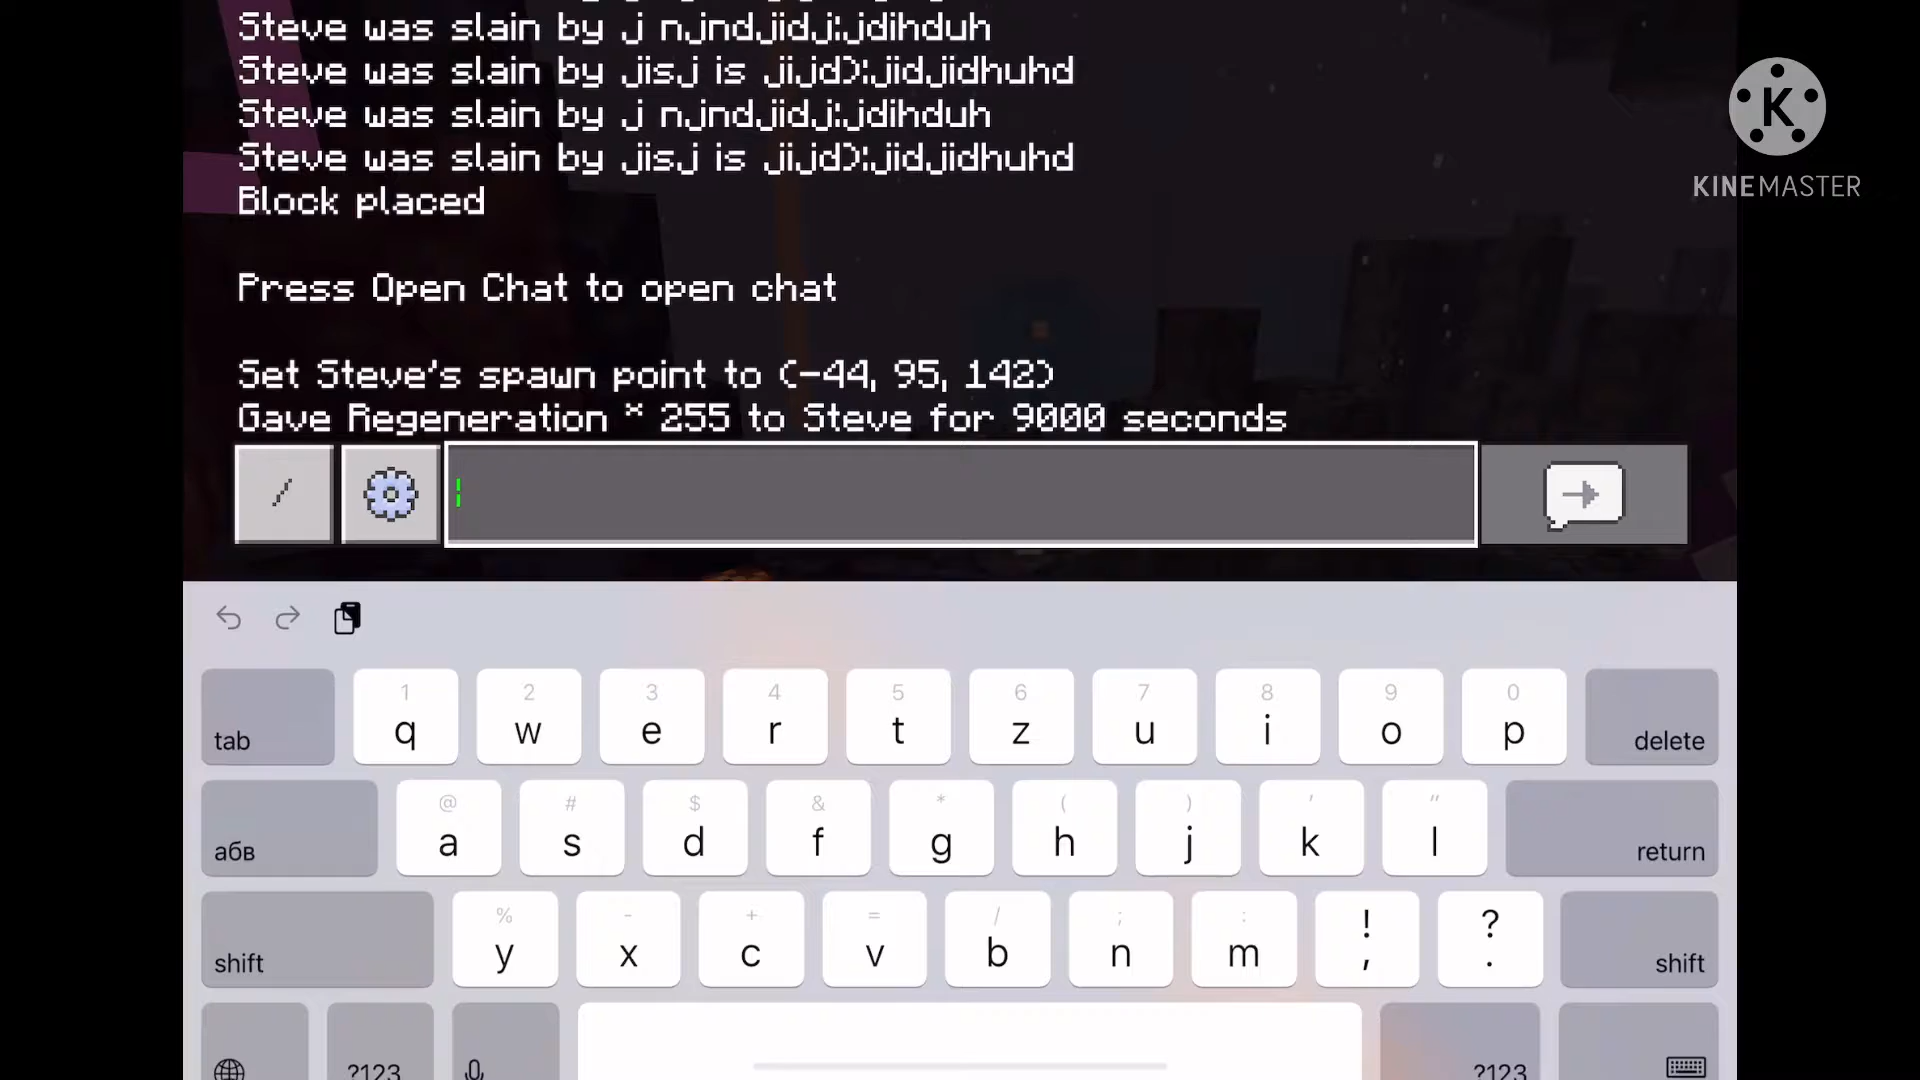 Steve was slain by j njndjidj:jdihduh
Steve was slain by jisj is jijd):jidjidhuhd
Steve was slain by j njndjidj:jdihduh
Steve was slain by jisj is jijd):jidjidhuhd
Block placed
Press Open Chat to open chat
Set Steve's spawn point to (-44, 95, 142)
Gave Regeneration * 255 to Steve for 9000 seconds
/
K
KINEMASTER
1 2 3 4 5 6 7 8 9 0
tab q w e r t z u i o p delete
@ # $ & * ( ) ' "
абв a s d f g h j k l return
% - + = / ; : ! ?
shift y x c v b n m , . shift
?123 ?123